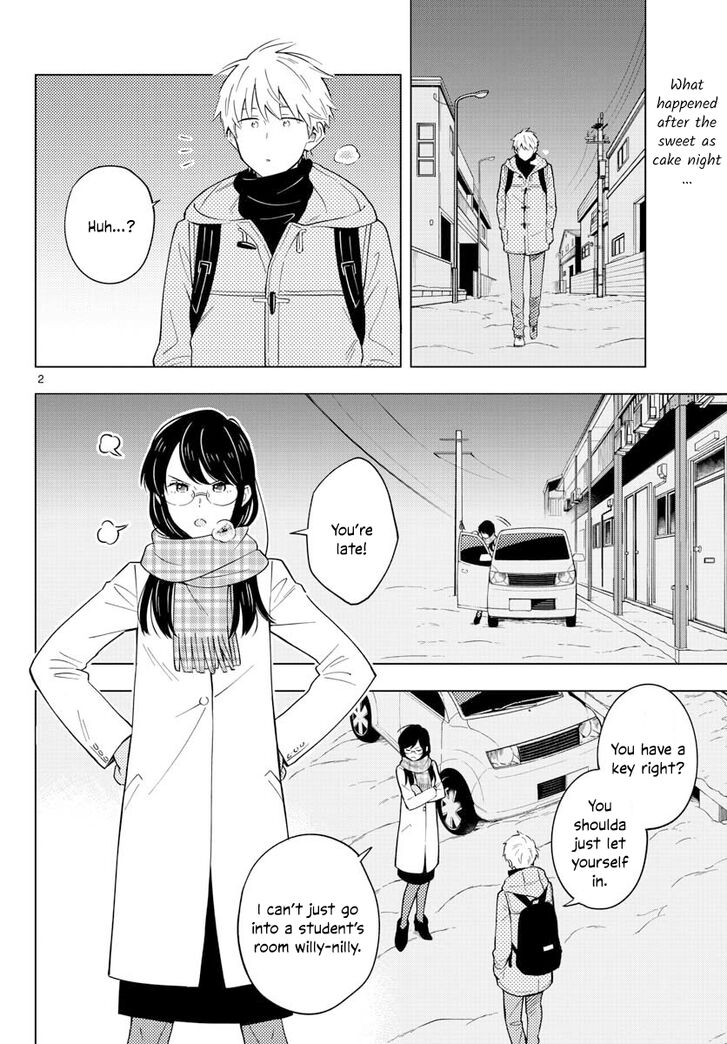 What
happened
after the
sweet as
cake night
...
Huh...?
2
You're
late!
You have a
key right?
You
shoulda
just let
yourself
in.
I can't just go
into a student's
room willy-nilly.